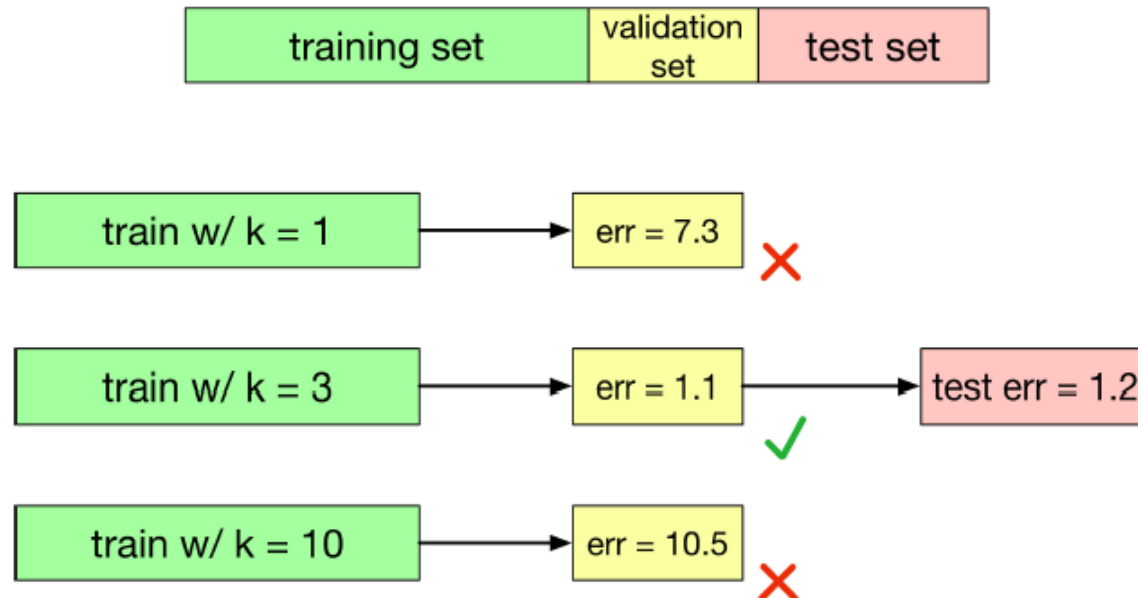 training set
validation
set
test set
train w/ k = 1
err = 7.3
train w/ k = 3
err = 1.1
test err = 1.2
train w/ k = 10
err = 10.5